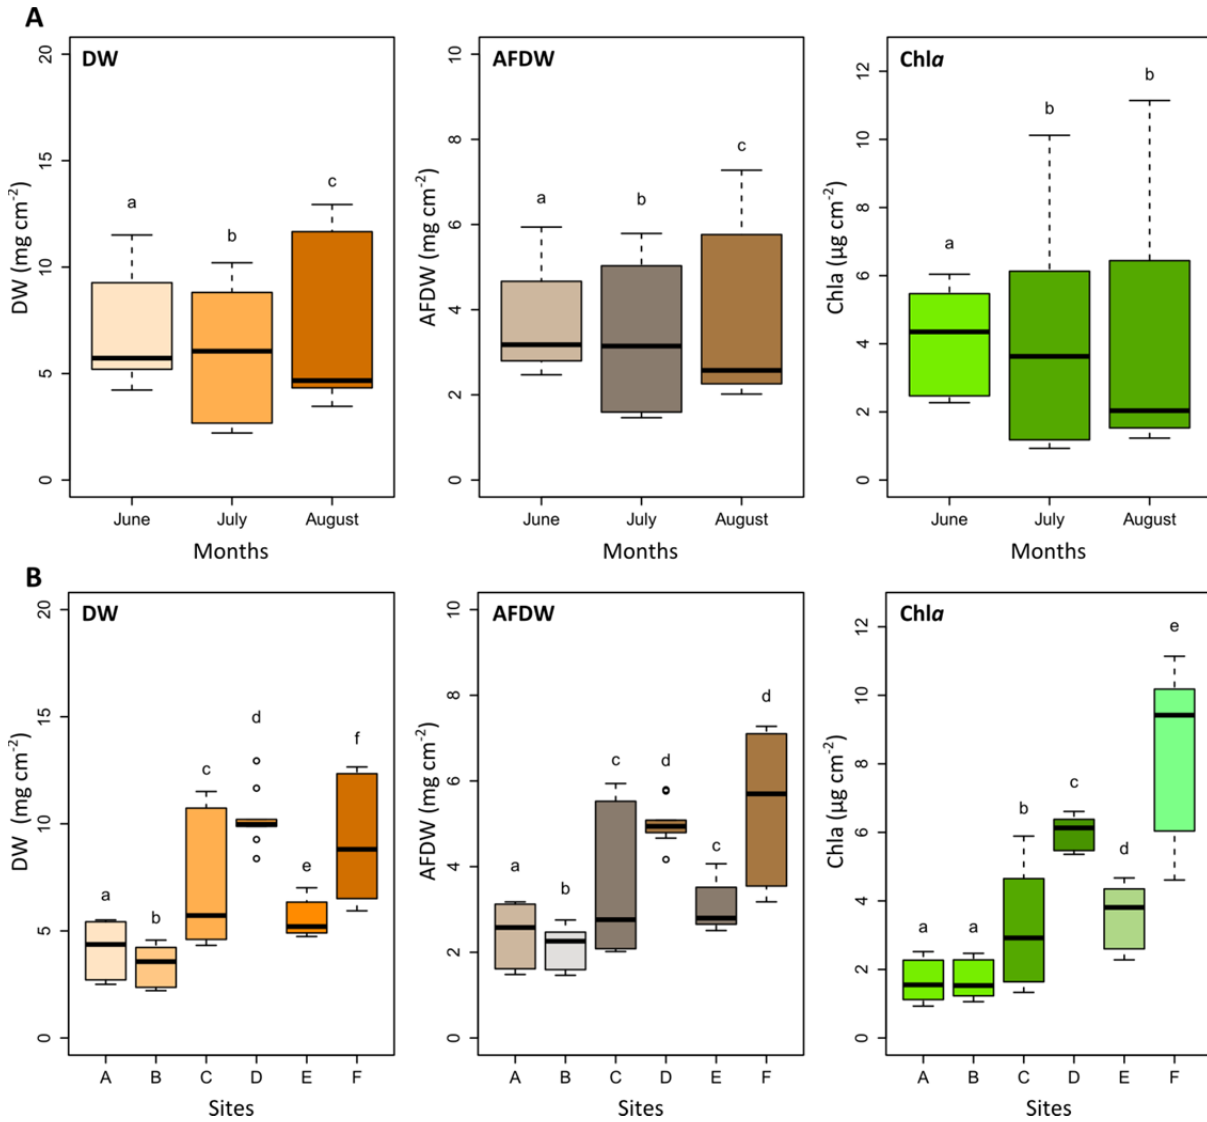 A
DW
DW (mg cm⁻²)
20
15
10
5
0
a
b
c
June
July
August
Months
AFDW
AFDW (mg cm⁻²)
10
8
6
4
2
0
a
b
c
June
July
August
Months
Chla
Chla (µg cm⁻²)
12
10
8
6
4
2
0
a
b
b
June
July
August
Months
B
DW
DW (mg cm⁻²)
20
15
10
5
0
a
b
c
d
e
f
A
B
C
D
E
F
Sites
AFDW
AFDW (mg cm⁻²)
10
8
6
4
2
0
a
b
c
d
c
d
A
B
C
D
E
F
Sites
Chla
Chla (µg cm⁻²)
12
10
8
6
4
2
0
a
a
b
c
d
e
A
B
C
D
E
F
Sites